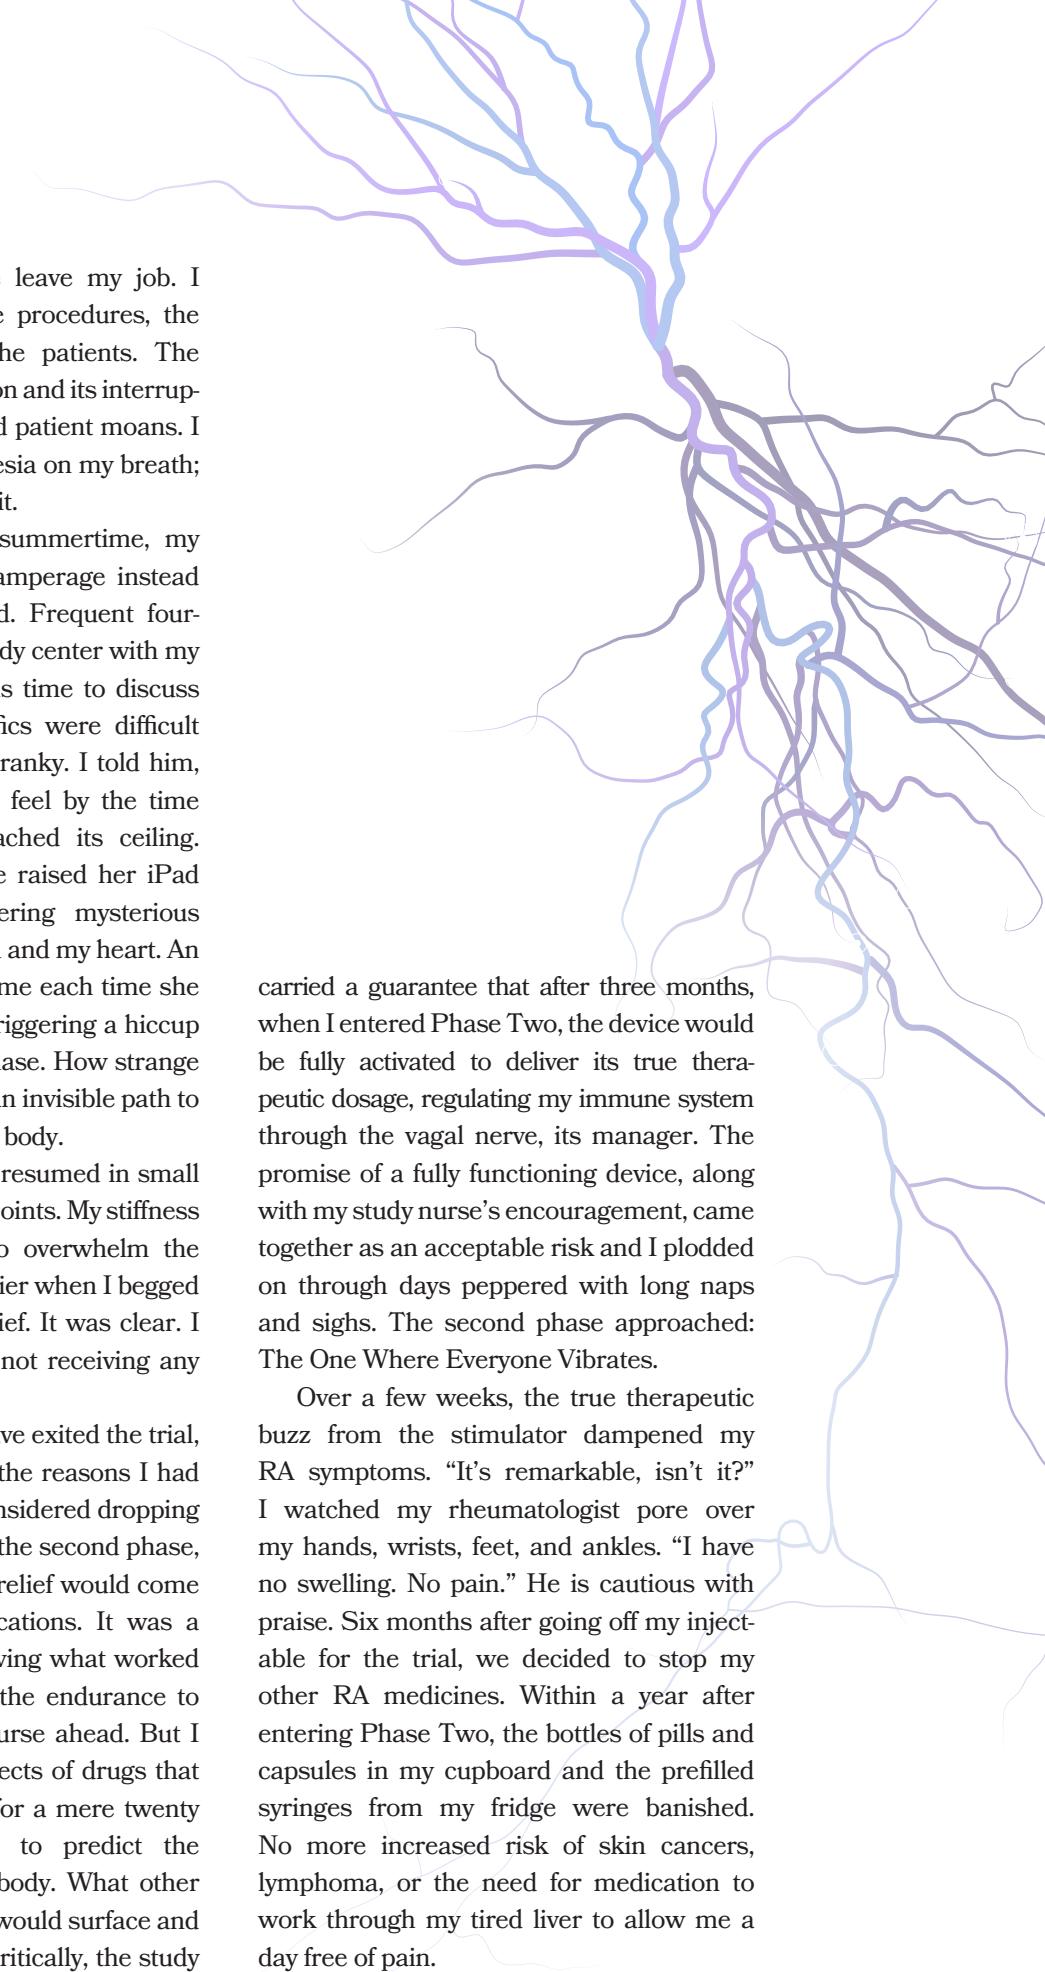 leave my job. I
procedures, the
he patients. The
on and its interrup-
d patient moans. I
esia on my breath;
it.
summertime, my
amperage instead
d. Frequent four-
dy center with my
s time to discuss
fics were difficult
ranky. I told him,
feel by the time
ached its ceiling.
e raised her iPad
ering mysterious
and my heart. An
me each time she
riggering a hiccup
ase. How strange
n invisible path to
body.
resumed in small
oints. My stiffness
o overwhelm the
ier when I begged
ief. It was clear. I
not receiving any
ve exited the trial,
the reasons I had
nsidered dropping
the second phase,
relief would come
cations. It was a
ving what worked
the endurance to
urse ahead. But I
ects of drugs that
for a mere twenty
to predict the
body. What other
would surface and
ritically, the study
carried a guarantee that after three months,
when I entered Phase Two, the device would
be fully activated to deliver its true thera-
peutic dosage, regulating my immune system
through the vagal nerve, its manager. The
promise of a fully functioning device, along
with my study nurse's encouragement, came
together as an acceptable risk and I plodded
on through days peppered with long naps
and sighs. The second phase approached:
The One Where Everyone Vibrates.
Over a few weeks, the true therapeutic
buzz from the stimulator dampened my
RA symptoms. “It's remarkable, isn't it?”
I watched my rheumatologist pore over
my hands, wrists, feet, and ankles. “I have
no swelling. No pain.” He is cautious with
praise. Six months after going off my inject-
able for the trial, we decided to stop my
other RA medicines. Within a year after
entering Phase Two, the bottles of pills and
capsules in my cupboard and the prefilled
syringes from my fridge were banished.
No more increased risk of skin cancers,
lymphoma, or the need for medication to
work through my tired liver to allow me a
day free of pain.